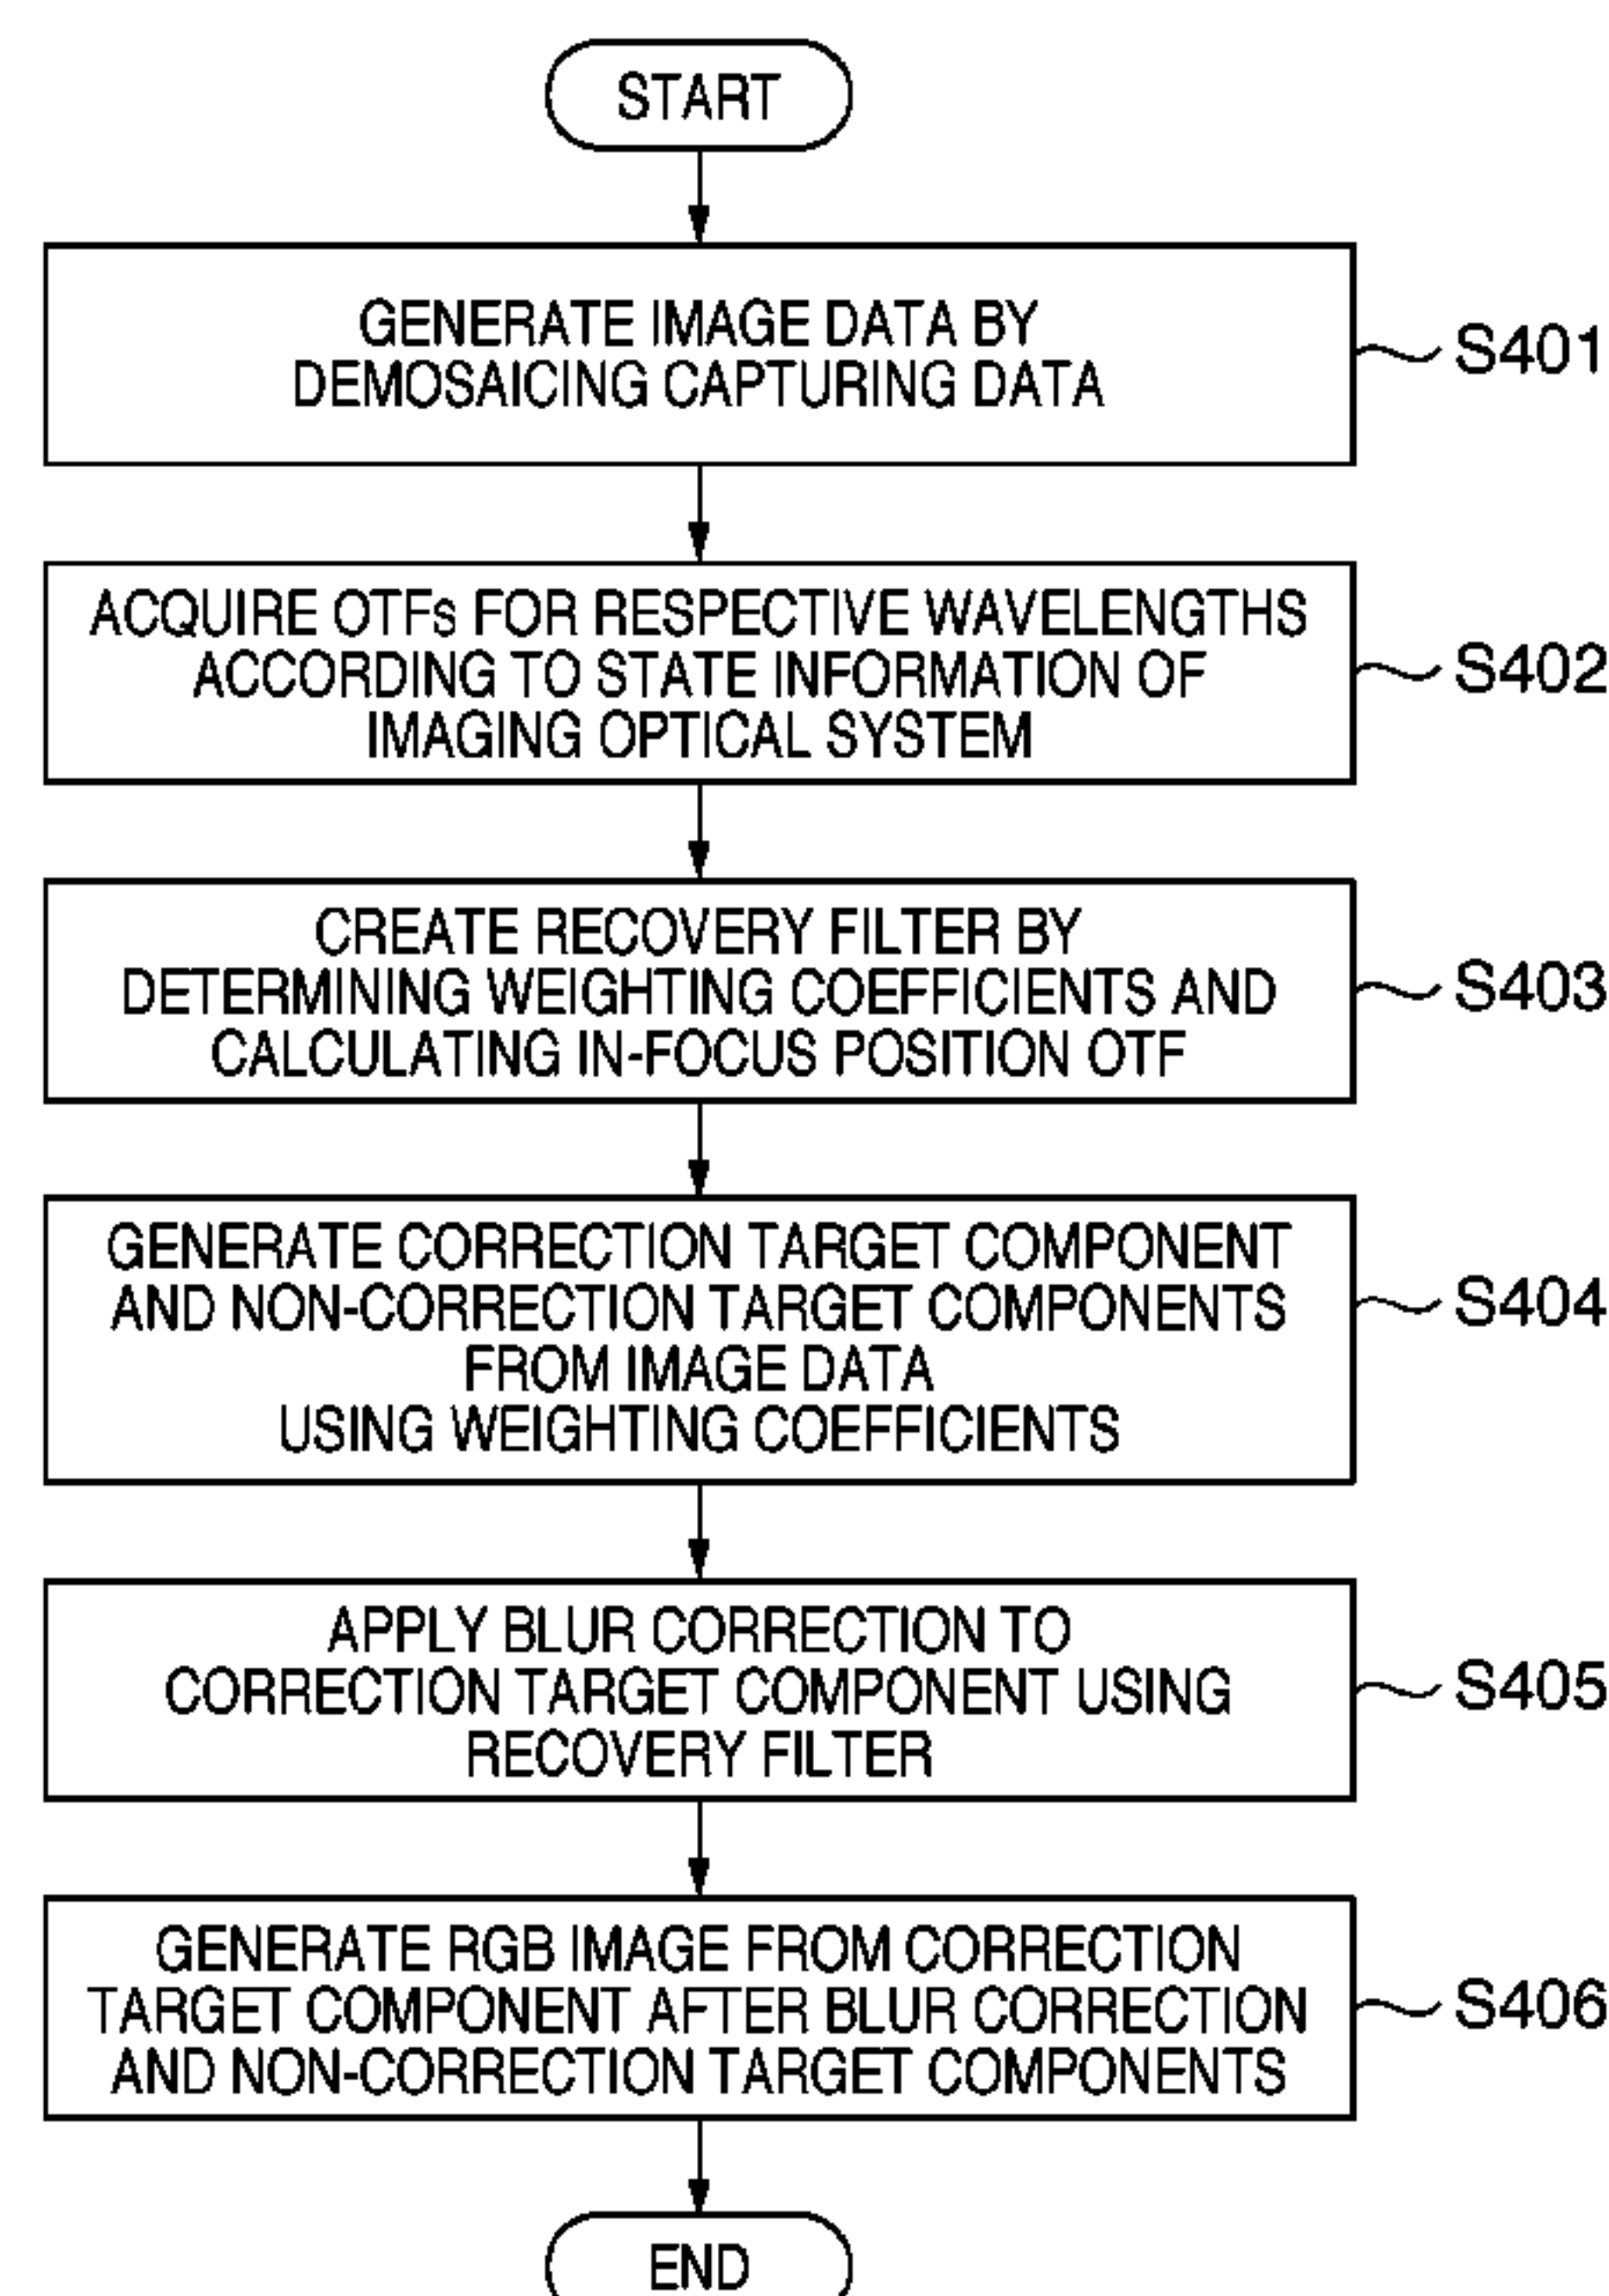 START
GENERATE IMAGE DATA BY
DEMOSAICING CAPTURING DATA
S401
ACQUIRE OTFs FOR RESPECTIVE WAVELENGTHS
ACCORDING TO STATE INFORMATION OF
IMAGING OPTICAL SYSTEM
S402
CREATE RECOVERY FILTER BY
DETERMINING WEIGHTING COEFFICIENTS AND
CALCULATING IN-FOCUS POSITION OTF
S403
GENERATE CORRECTION TARGET COMPONENT
AND NON-CORRECTION TARGET COMPONENTS
FROM IMAGE DATA
USING WEIGHTING COEFFICIENTS
S404
APPLY BLUR CORRECTION TO
CORRECTION TARGET COMPONENT USING
RECOVERY FILTER
S405
GENERATE RGB IMAGE FROM CORRECTION
TARGET COMPONENT AFTER BLUR CORRECTION
AND NON-CORRECTION TARGET COMPONENTS
S406
END